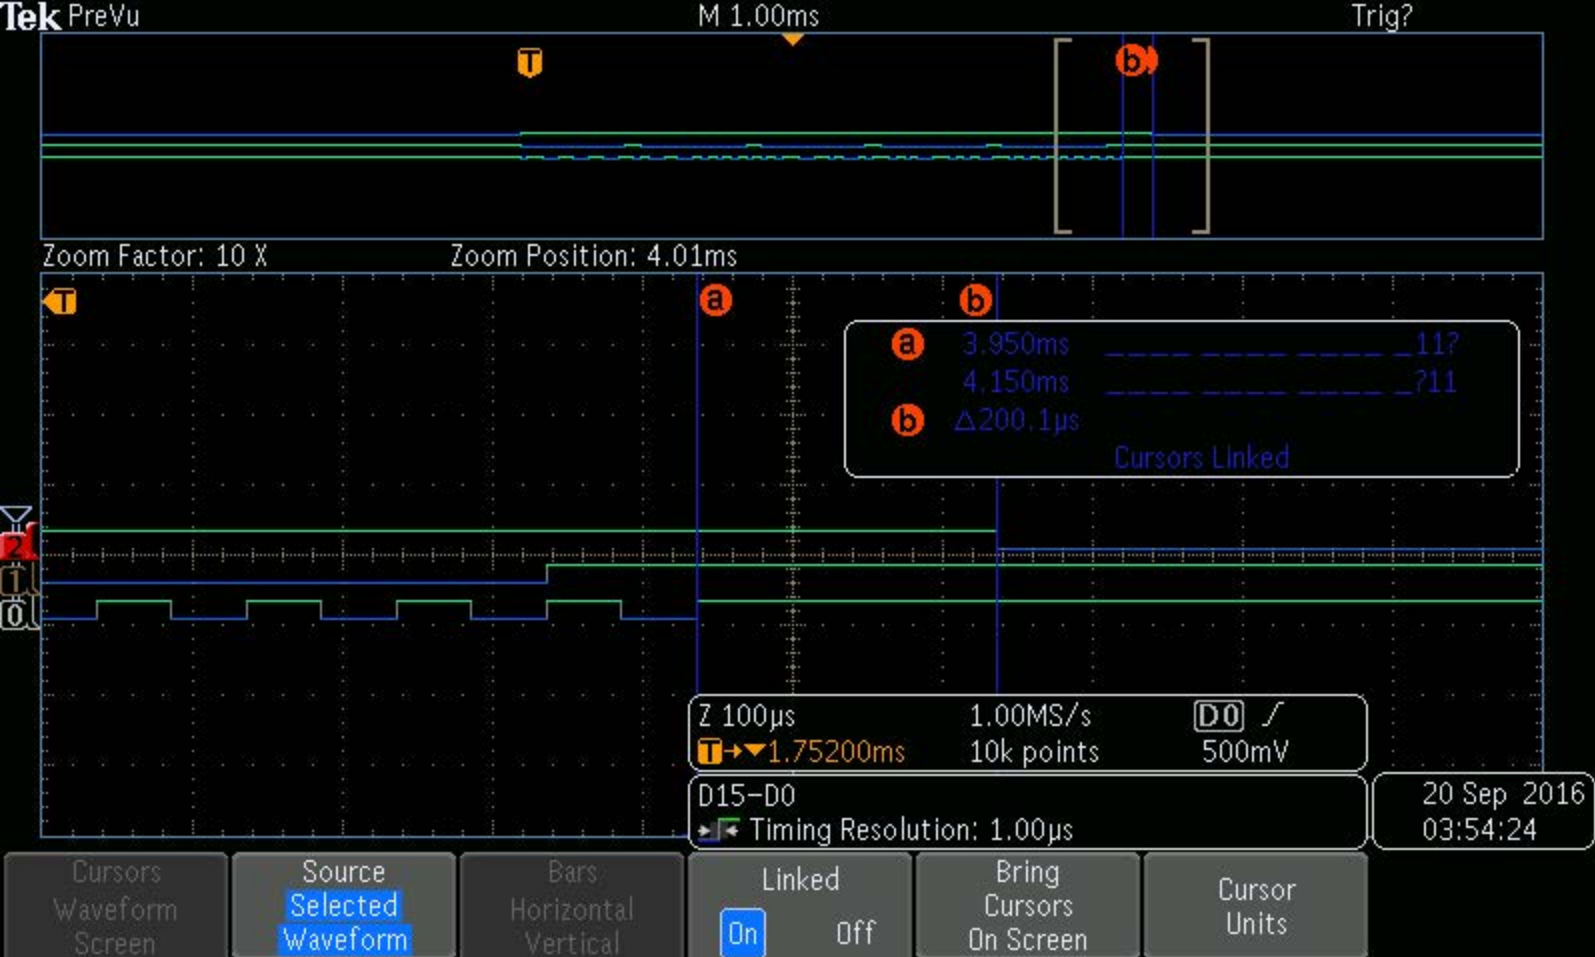 Tek PreVu M 1.00ms Trig?
T b
Zoom Factor: 10 X Zoom Position: 4.01ms
T a b
a 3.950ms _ _ _ _ _ _ _ _ _ _ _ _ _11?
4.150ms _ _ _ _ _ _ _ _ _ _ _ _ _?11
b △200.1µs
Cursors Linked
2
1
0
Z 100µs 1.00MS/s D0
T→▼1.75200ms 10k points 500mV
D15-D0
Timing Resolution: 1.00µs
20 Sep 2016
03:54:24
Cursors
Waveform
Screen
Source
Selected
Waveform
Bars
Horizontal
Vertical
Linked
On Off
Bring
Cursors
On Screen
Cursor
Units